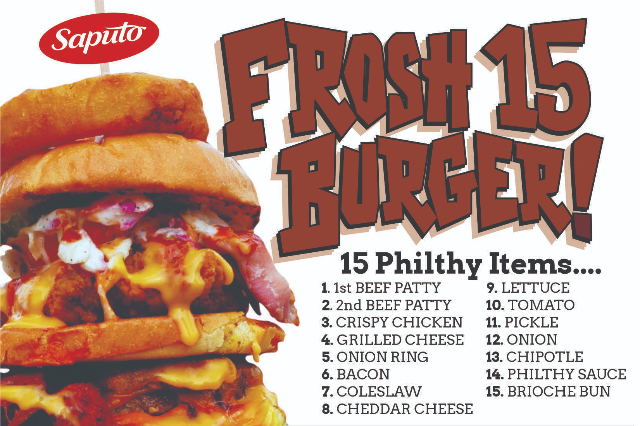 Saputo
FROSH 15
BURGER!
15 Philthy Items....
1. 1st BEEF PATTY
2. 2nd BEEF PATTY
3. CRISPY CHICKEN
4. GRILLED CHEESE
5. ONION RING
6. BACON
7. COLESLAW
8. CHEDDAR CHEESE
9. LETTUCE
10. TOMATO
11. PICKLE
12. ONION
13. CHIPOTLE
14. PHILTHY SAUCE
15. BRIOCHE BUN